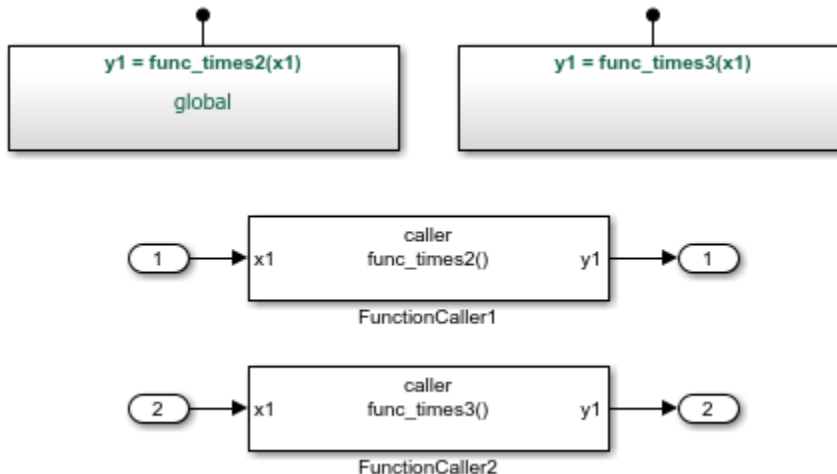 y1 = func_times2(x1)
global
y1 = func_times3(x1)
caller
1 x1 func_times2() y1 1
FunctionCaller1
caller
2 x1 func_times3() y1 2
FunctionCaller2